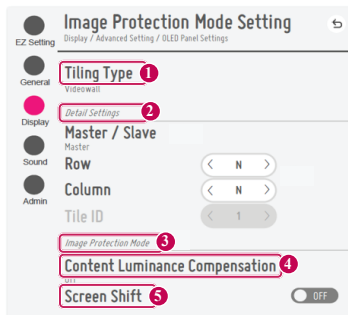 Image Protection Mode Setting
Display / Advanced Setting / OLED Panel Settings
EZ Setting
General
Display
Sound
Admin
Tiling Type 1
Videowall
Detail Settings 2
Master / Slave
Master
Row < N >
Column < N >
Tile ID < 1 >
Image Protection Mode 3
Content Luminance Compensation 4
Off
Screen Shift 5 OFF